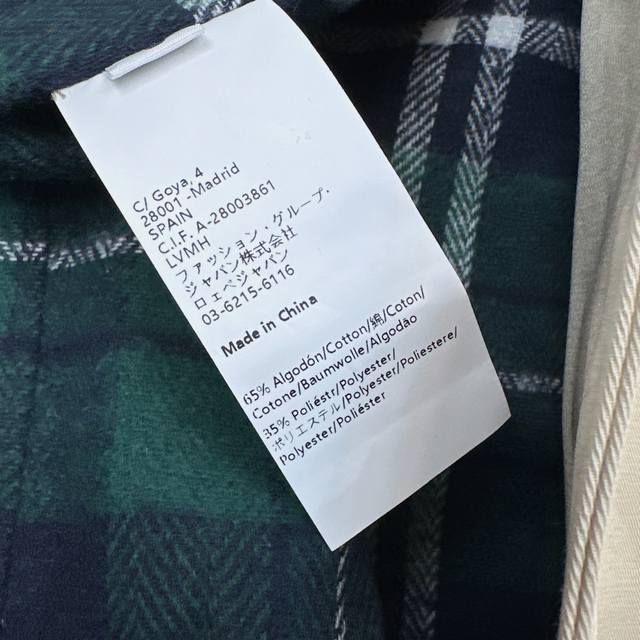 C/ Goya, 4
28001 -Madrid
SPAIN
C.I.F. A-28003861
LVMH
ファッション・グループ・
ジャパン株式会社
ロエベジャパン
03-6215-6116
Made in China
65% Algodón/Cotton/綿/Coton/
Cotone/Baumwolle/Algodão
35% Poliéstr/Polyester/
ポリエステル/Polyester/Poliestere/
Polyester/Poliéster